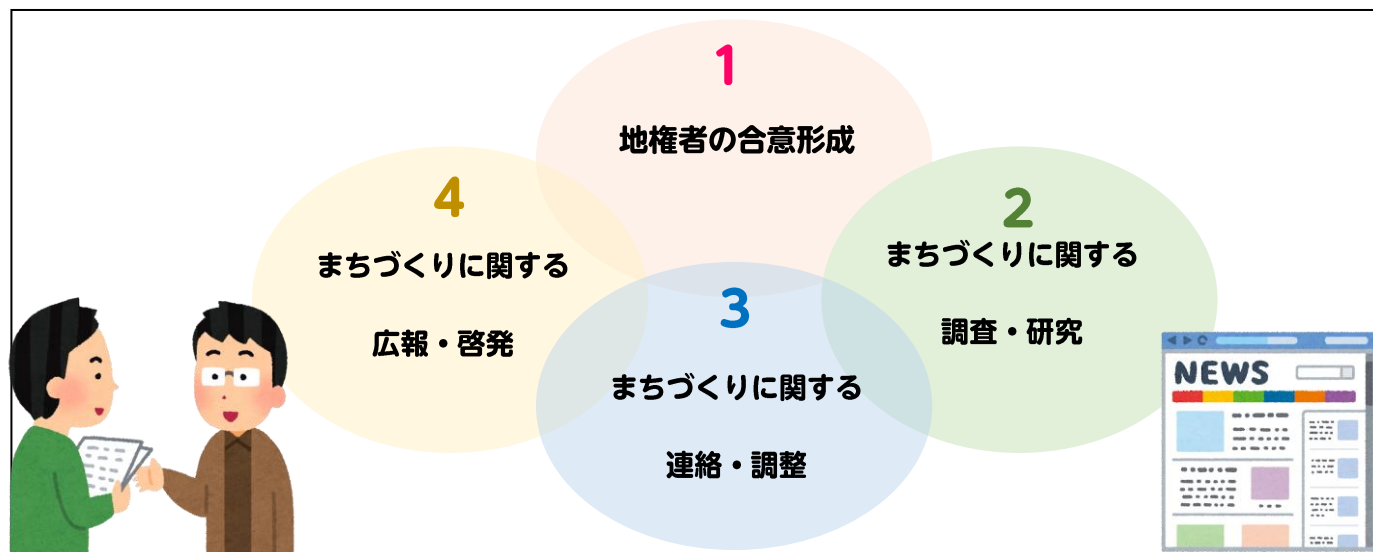 1
地権者の合意形成
2
まちづくりに関する
調査・研究
3
まちづくりに関する
連絡・調整
4
まちづくりに関する
広報・啓発
NEWS